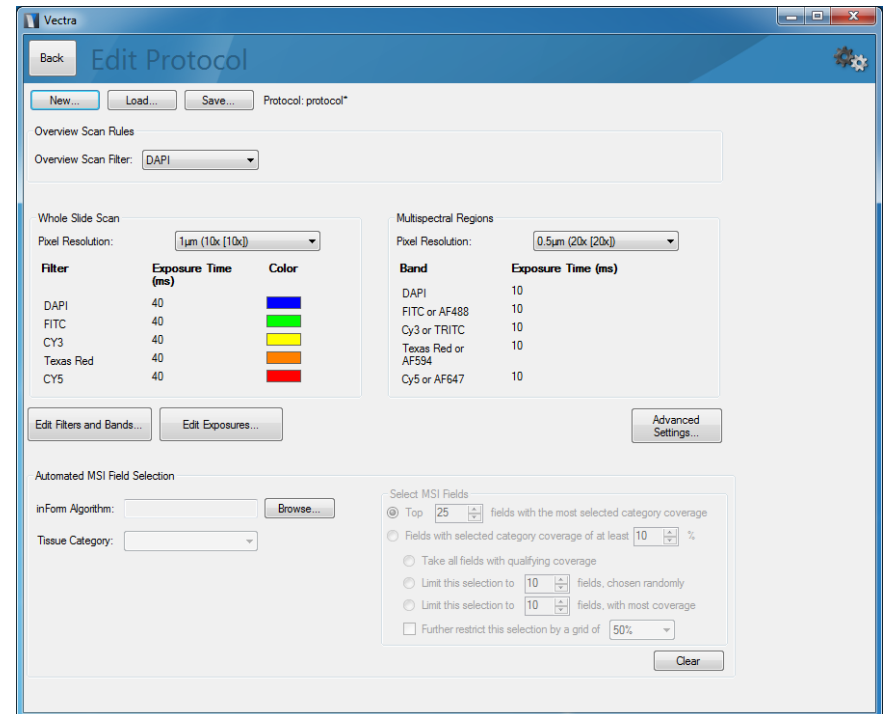 Vectra
Back
Edit Protocol
New... Load... Save... Protocol: protocol*
Overview Scan Rules
Overview Scan Filter: DAPI
Whole Slide Scan
Pixel Resolution: 1µm (10x [10x])
Filter Exposure Time (ms) Color
DAPI 40
FITC 40
CY3 40
Texas Red 40
CY5 40
Multispectral Regions
Pixel Resolution: 0.5µm (20x [20x])
Band Exposure Time (ms)
DAPI 10
FITC or AF488 10
Cy3 or TRITC 10
Texas Red or AF594 10
Cy5 or AF647 10
Edit Filters and Bands... Edit Exposures...
Advanced Settings...
Automated MSI Field Selection
inForm Algorithm: Browse...
Tissue Category:
Select MSI Fields
Top 25 fields with the most selected category coverage
Fields with selected category coverage of at least 10 %
Take all fields with qualifying coverage
Limit this selection to 10 fields, chosen randomly
Limit this selection to 10 fields, with most coverage
Further restrict this selection by a grid of 50%
Clear